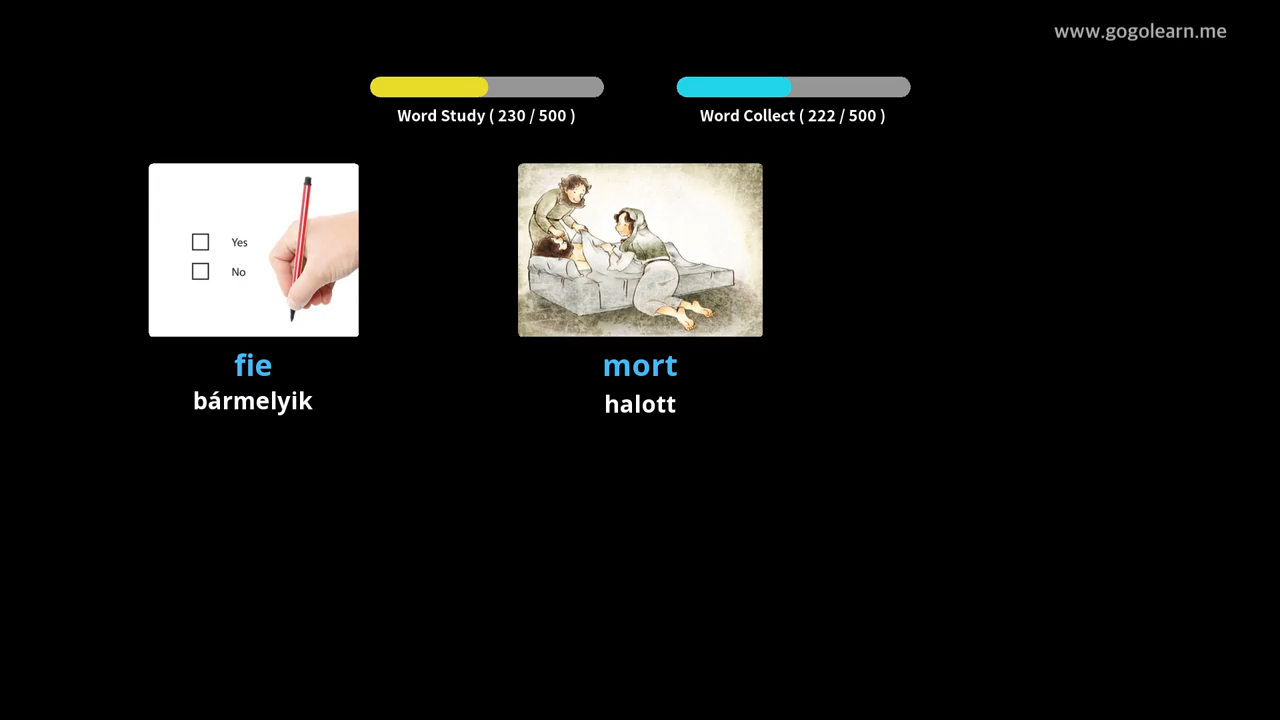 www.gogolearn.me
Word Study ( 230 / 500 )
Word Collect ( 222 / 500 )
Yes
No
fie
bármelyik
mort
halott